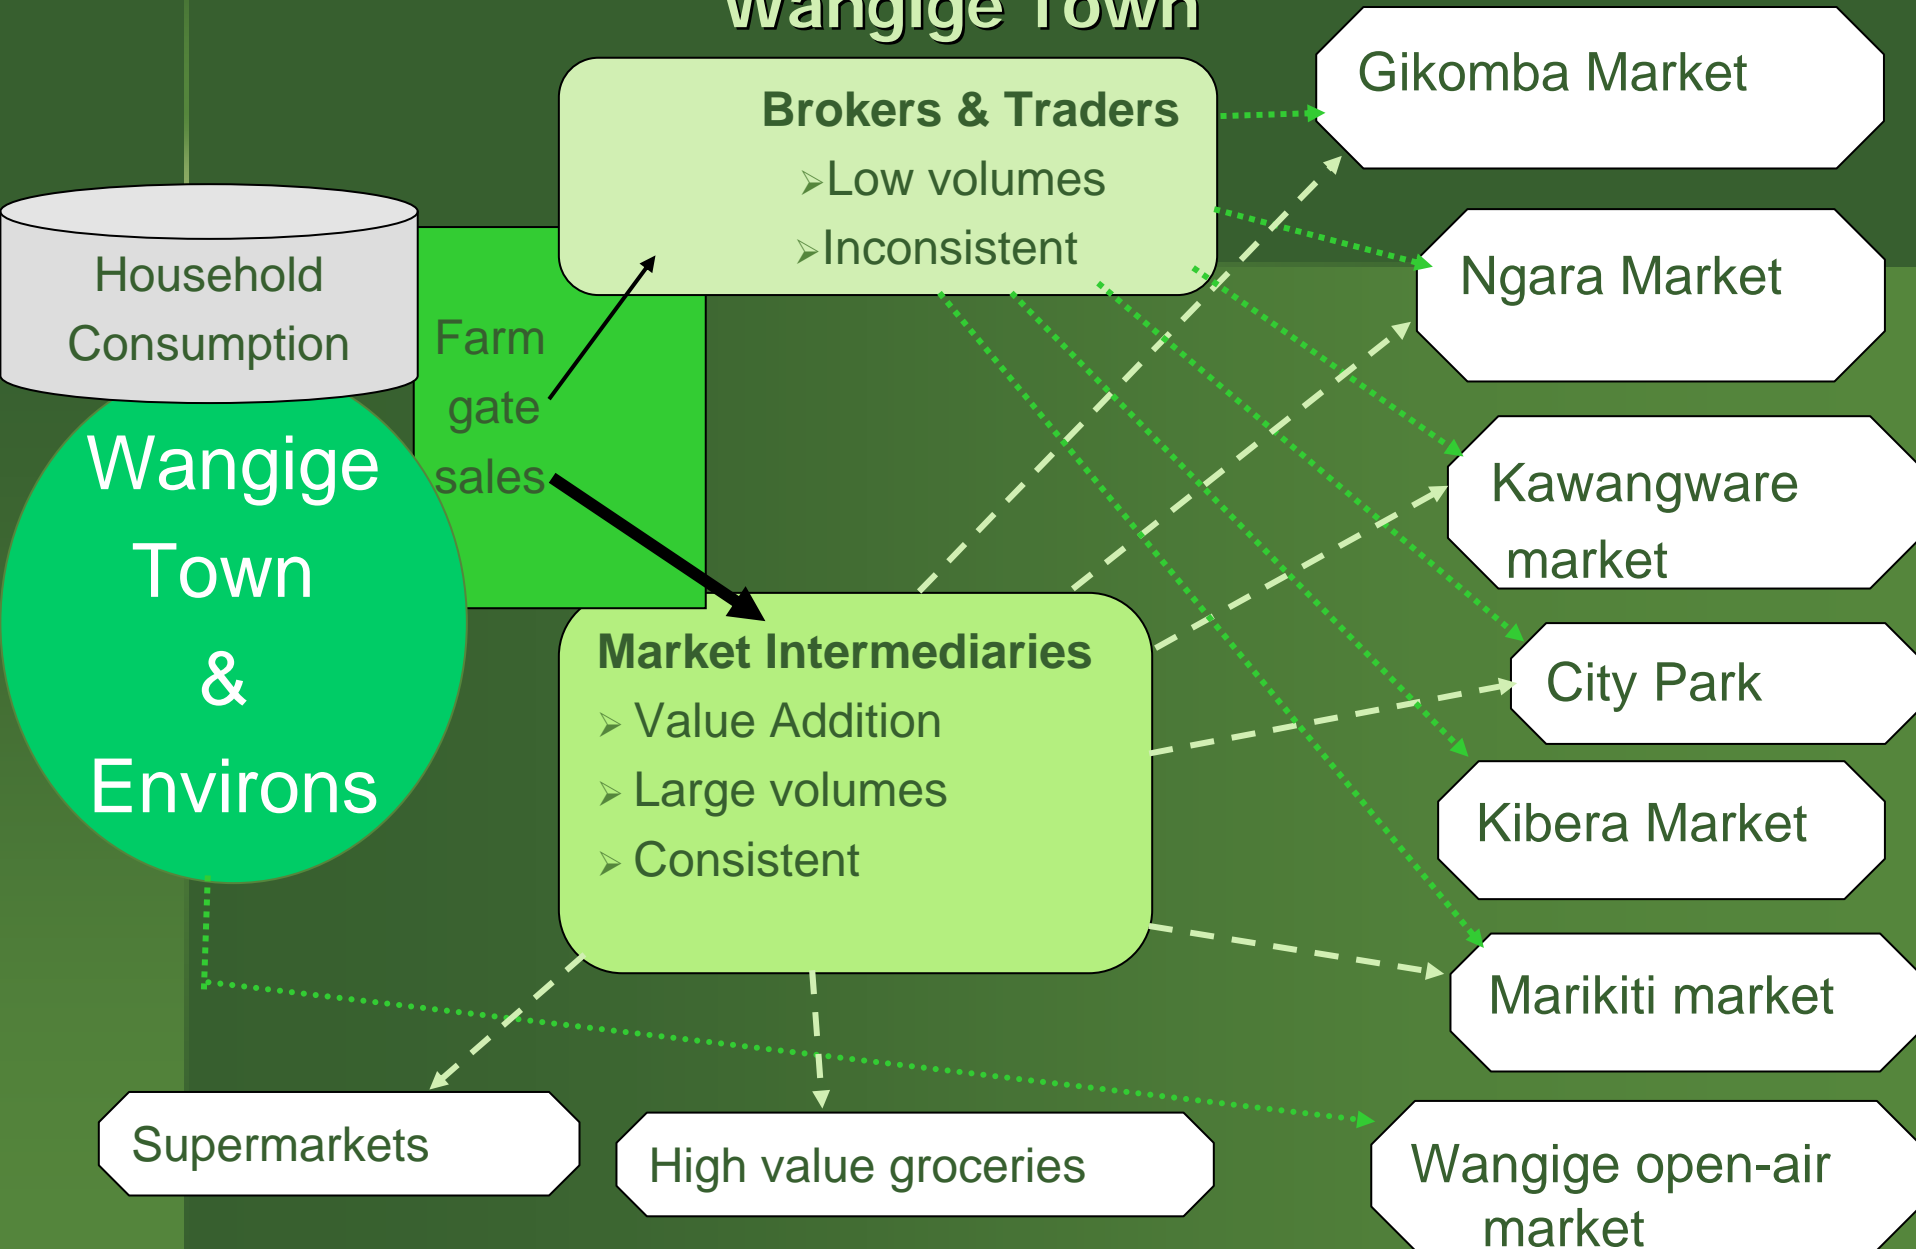 Wangige Town
Brokers & Traders
➢Low volumes
➢Inconsistent
Household
Consumption
Farm
gate
sales
Wangige
Town
&
Environs
Market Intermediaries
➢ Value Addition
➢ Large volumes
➢ Consistent
Gikomba Market
Ngara Market
Kawangware
market
City Park
Kibera Market
Marikiti market
Wangige open-air
market
Supermarkets
High value groceries